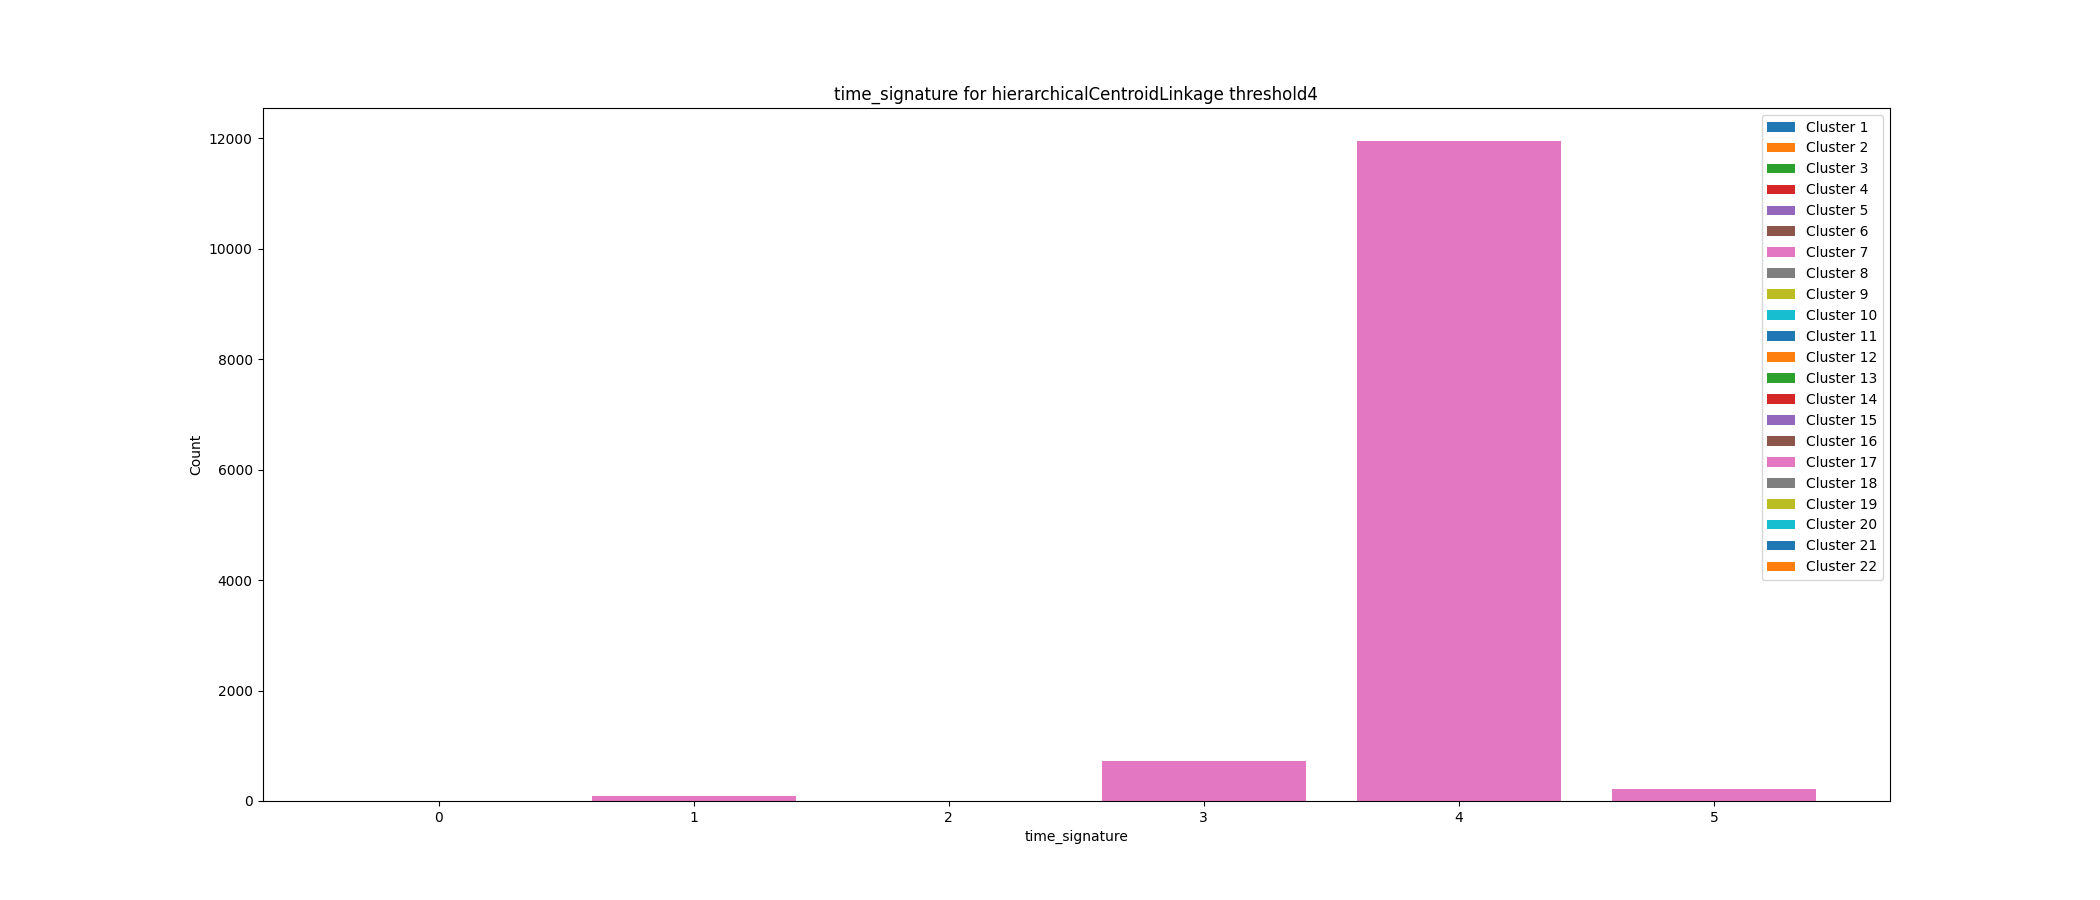 time_signature for hierarchicalCentroidLinkage threshold4
12000
10000
8000
6000
4000
2000
0
Count
0 1 2 3 4 5
time_signature
Cluster 1
Cluster 2
Cluster 3
Cluster 4
Cluster 5
Cluster 6
Cluster 7
Cluster 8
Cluster 9
Cluster 10
Cluster 11
Cluster 12
Cluster 13
Cluster 14
Cluster 15
Cluster 16
Cluster 17
Cluster 18
Cluster 19
Cluster 20
Cluster 21
Cluster 22